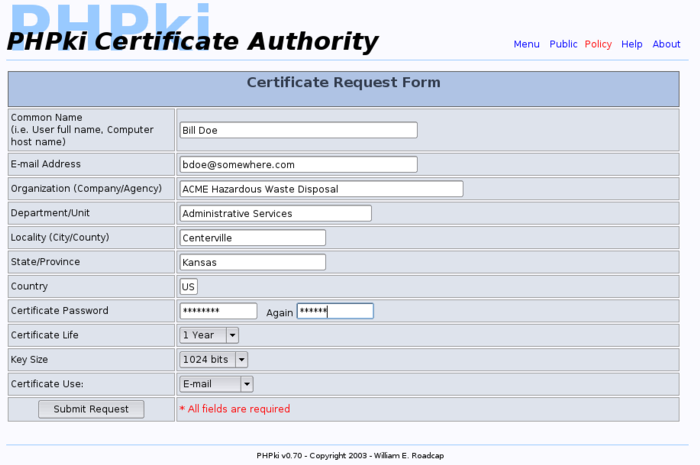 PHPki
PHPki Certificate Authority
Menu Public Policy Help About
Certificate Request Form
Common Name
(i.e. User full name, Computer
host name)
Bill Doe
E-mail Address
bdoe@somewhere.com
Organization (Company/Agency)
ACME Hazardous Waste Disposal
Department/Unit
Administrative Services
Locality (City/County)
Centerville
State/Province
Kansas
Country
US
Certificate Password
******** Again ******
Certificate Life
1 Year
Key Size
1024 bits
Certificate Use:
E-mail
Submit Request
* All fields are required
PHPki v0.70 - Copyright 2003 - William E. Roadcap